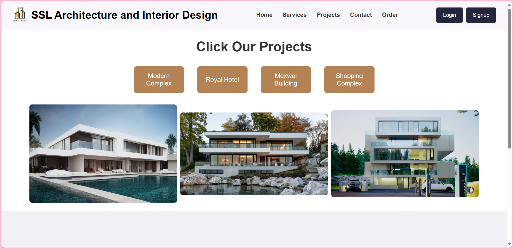 SSL Architecture and Interior Design
Home
Services
Projects
Contact
Order
Login
Signup
Click Our Projects
Modern
Complex
Royal Hotel
Mexwar
Building
Shopping
Complex